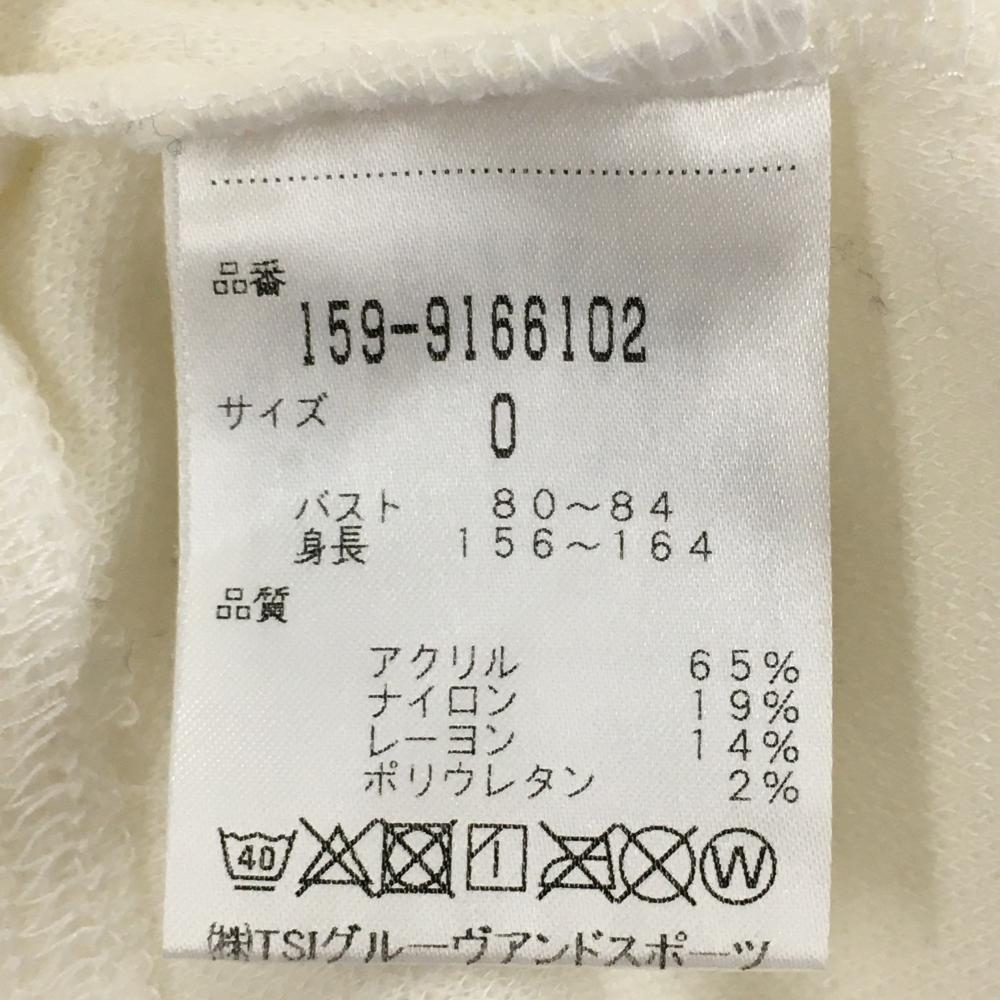 品番
159-9166102
サイズ 0
バスト 80〜84
身長 156〜164
品質
アクリル 65%
ナイロン 19%
レーヨン 14%
ポリウレタン 2%
40 W
㈱TSIグルーヴアンドスポーツ